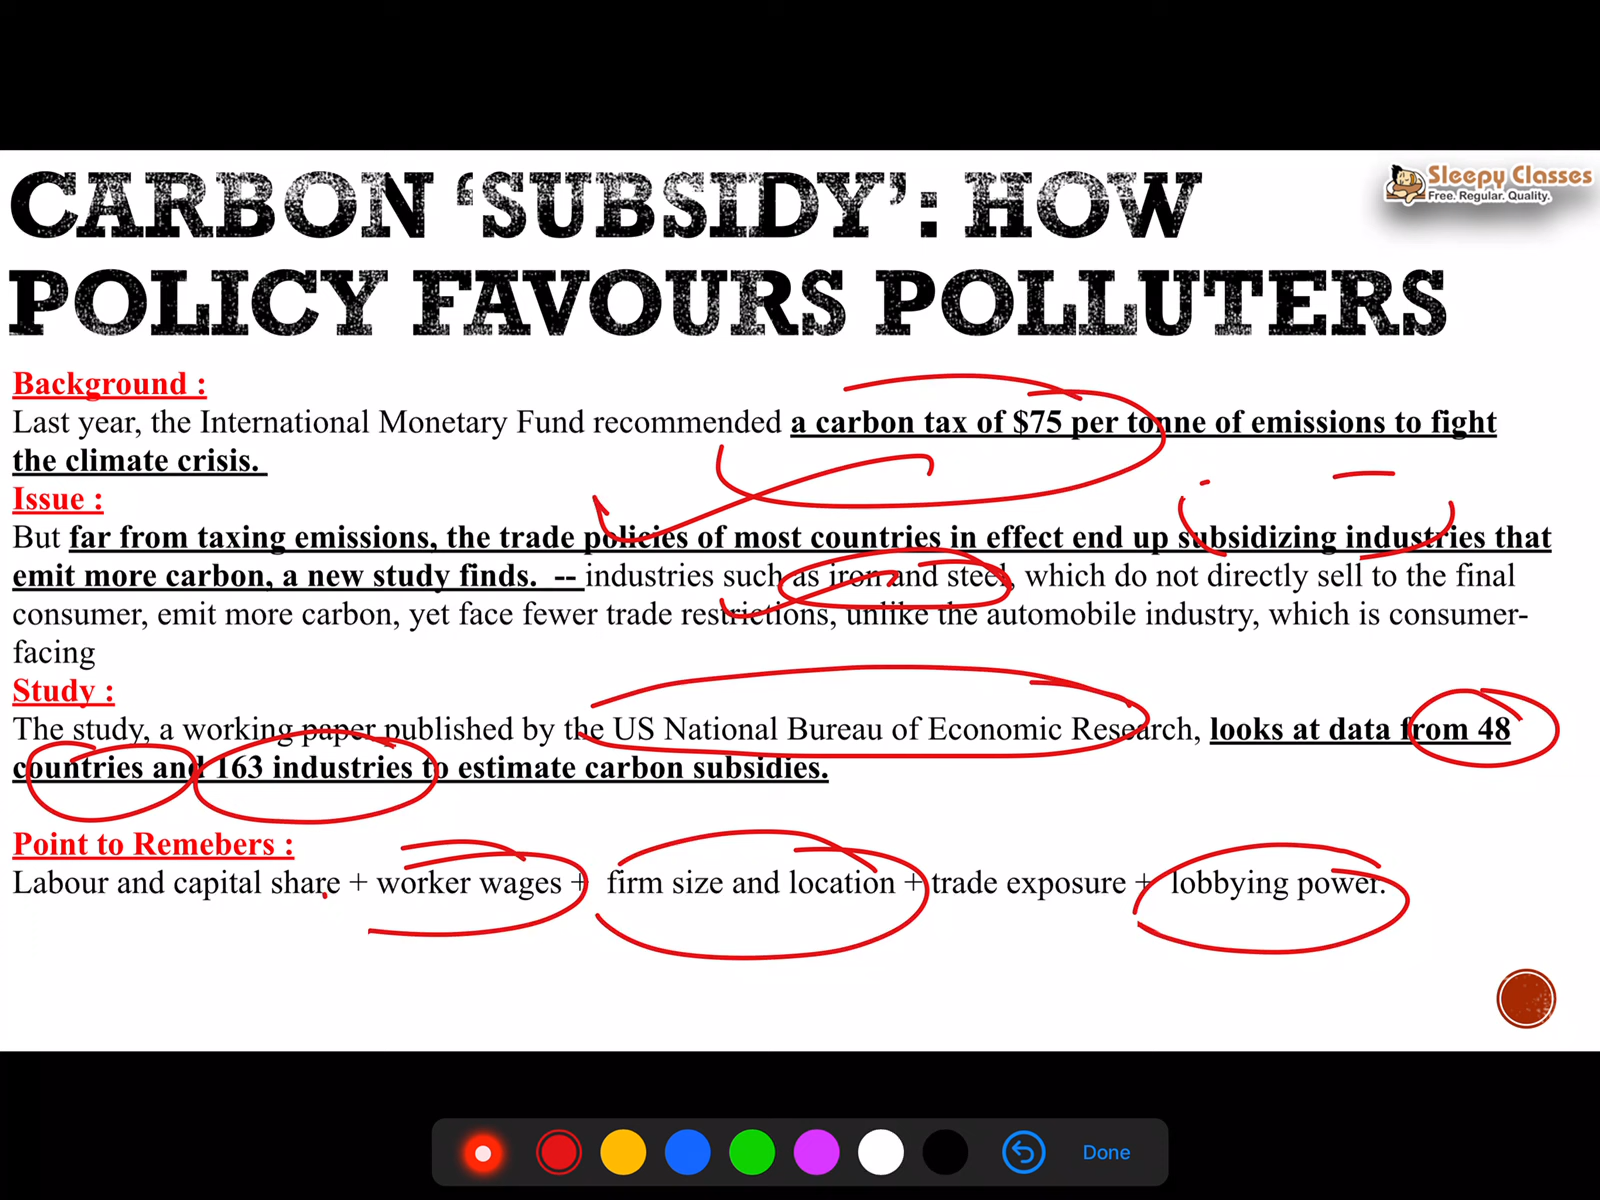 CARBON ‘SUBSIDY’: HOW
POLICY FAVOURS POLLUTERS
Sleepy Classes
Free. Regular. Quality.
Background :
Last year, the International Monetary Fund recommended a carbon tax of $75 per tonne of emissions to fight
the climate crisis.
Issue :
But far from taxing emissions, the trade policies of most countries in effect end up subsidizing industries that
emit more carbon, a new study finds. -- industries such as iron and steel, which do not directly sell to the final
consumer, emit more carbon, yet face fewer trade restrictions, unlike the automobile industry, which is consumer-
facing
Study :
The study, a working paper published by the US National Bureau of Economic Research, looks at data from 48
countries and 163 industries to estimate carbon subsidies.
Point to Remebers :
Labour and capital share + worker wages + firm size and location + trade exposure + lobbying power.
Done